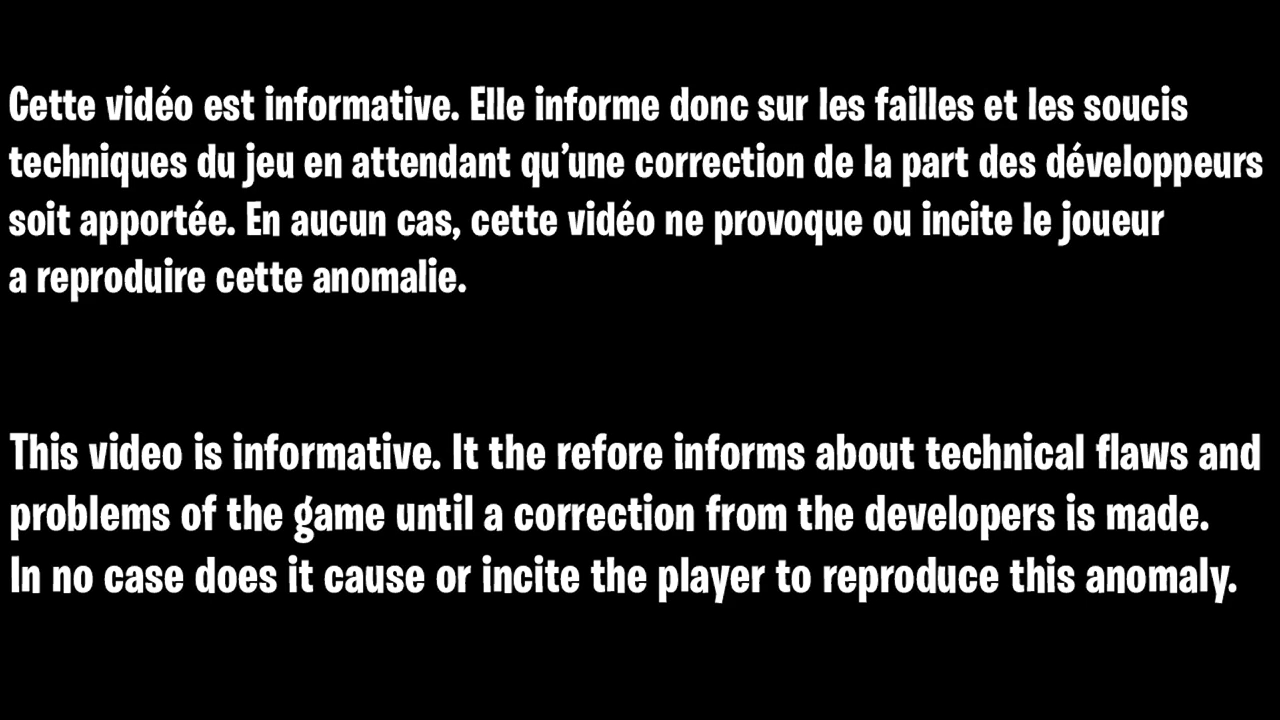 Cette vidéo est informative. Elle informe donc sur les failles et les soucis
techniques du jeu en attendant qu’une correction de la part des développeurs
soit apportée. En aucun cas, cette vidéo ne provoque ou incite le joueur
a reproduire cette anomalie.
This video is informative. It the refore informs about technical flaws and
problems of the game until a correction from the developers is made.
In no case does it cause or incite the player to reproduce this anomaly.